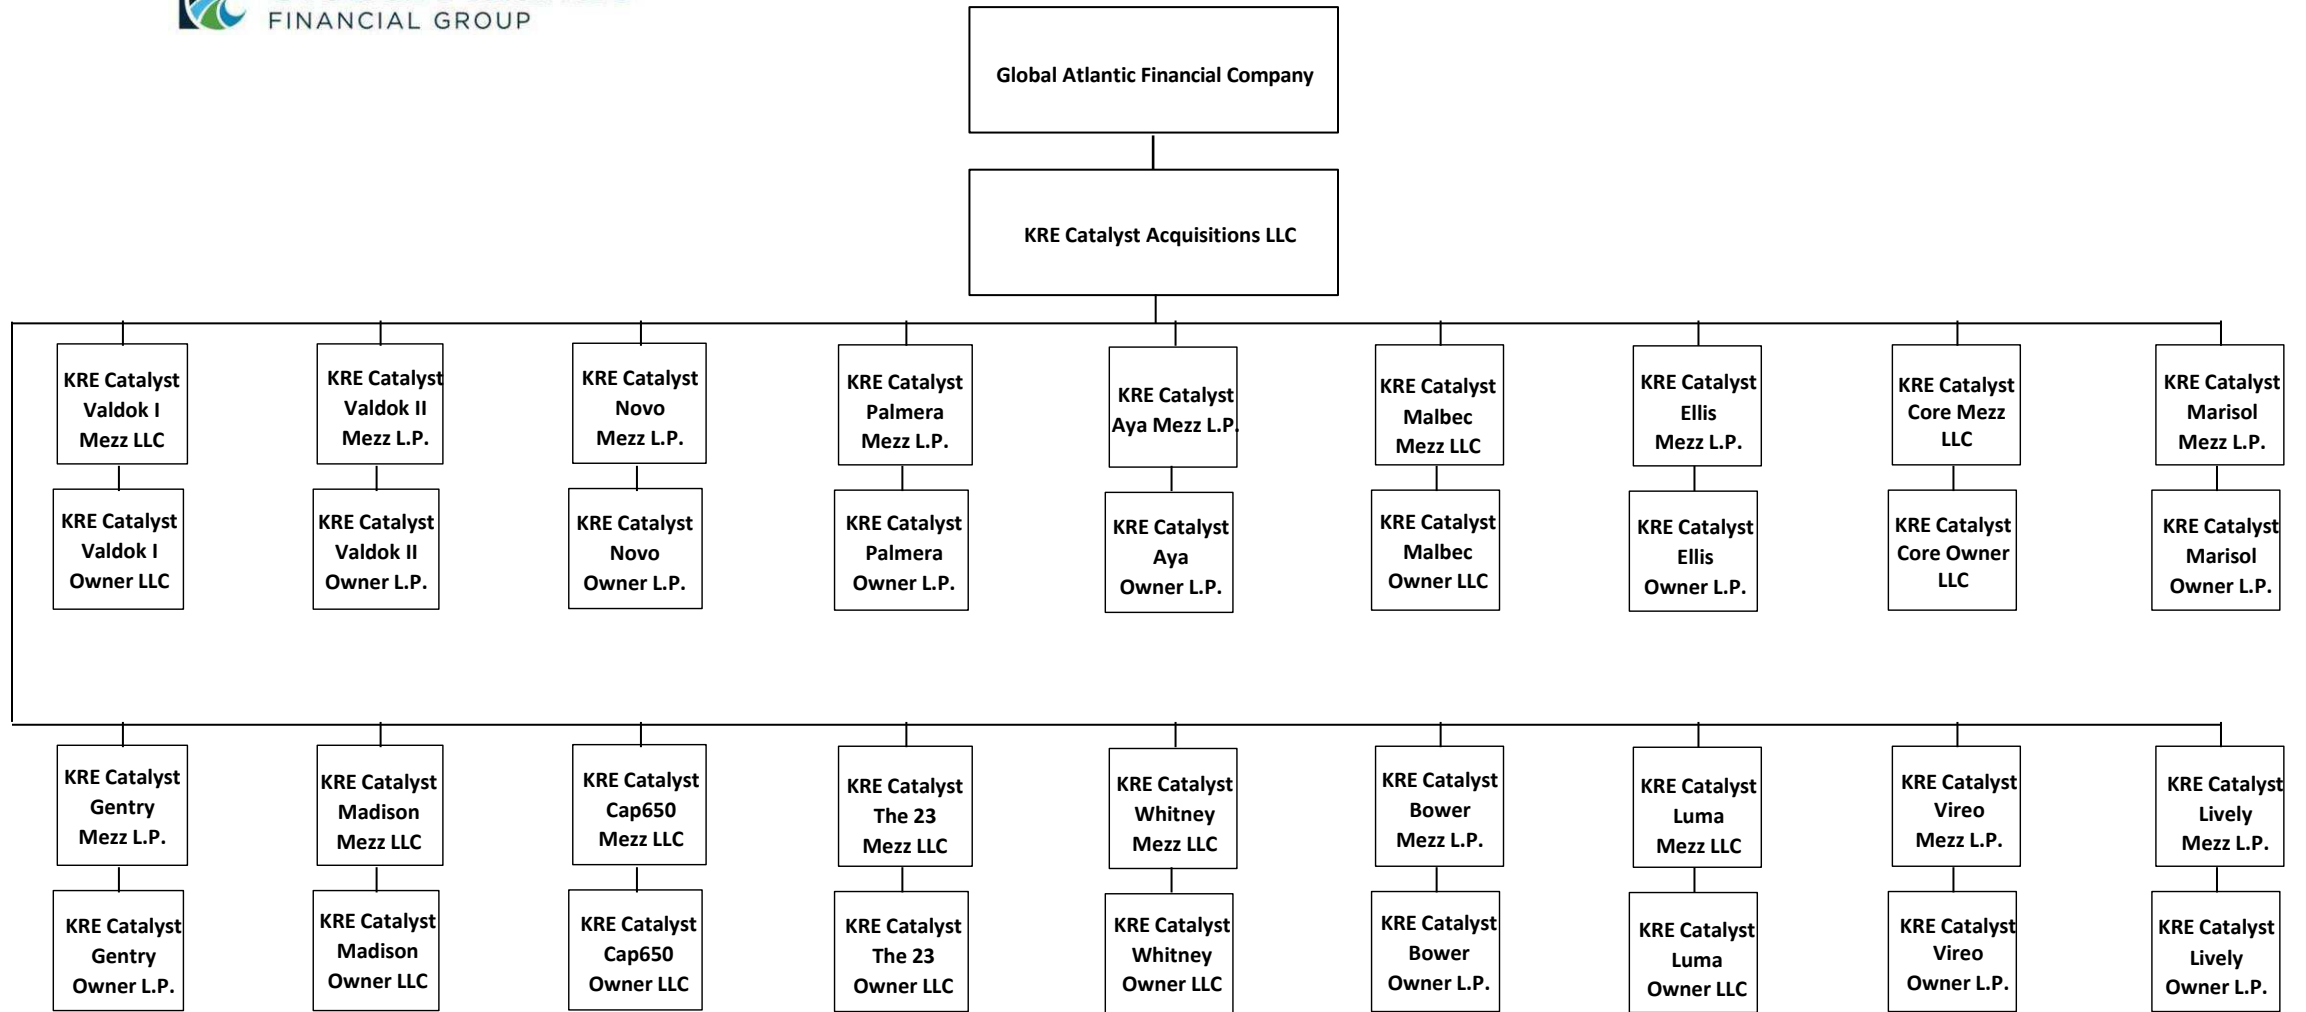 FINANCIAL GROUP
Global Atlantic Financial Company
KRE Catalyst Acquisitions LLC
KRE Catalyst
Valdok I
Mezz LLC
KRE Catalyst
Valdok II
Mezz L.P.
KRE Catalyst
Novo
Mezz L.P.
KRE Catalyst
Palmera
Mezz L.P.
KRE Catalyst
Aya Mezz L.P.
KRE Catalyst
Malbec
Mezz LLC
KRE Catalyst
Ellis
Mezz L.P.
KRE Catalyst
Core Mezz
LLC
KRE Catalyst
Marisol
Mezz L.P.
KRE Catalyst
Valdok I
Owner LLC
KRE Catalyst
Valdok II
Owner L.P.
KRE Catalyst
Novo
Owner L.P.
KRE Catalyst
Palmera
Owner L.P.
KRE Catalyst
Aya
Owner L.P.
KRE Catalyst
Malbec
Owner LLC
KRE Catalyst
Ellis
Owner L.P.
KRE Catalyst
Core Owner
LLC
KRE Catalyst
Marisol
Owner L.P.
KRE Catalyst
Gentry
Mezz L.P.
KRE Catalyst
Madison
Mezz LLC
KRE Catalyst
Cap650
Mezz LLC
KRE Catalyst
The 23
Mezz LLC
KRE Catalyst
Whitney
Mezz LLC
KRE Catalyst
Bower
Mezz L.P.
KRE Catalyst
Luma
Mezz LLC
KRE Catalyst
Vireo
Mezz L.P.
KRE Catalyst
Lively
Mezz L.P.
KRE Catalyst
Gentry
Owner L.P.
KRE Catalyst
Madison
Owner LLC
KRE Catalyst
Cap650
Owner LLC
KRE Catalyst
The 23
Owner LLC
KRE Catalyst
Whitney
Owner LLC
KRE Catalyst
Bower
Owner L.P.
KRE Catalyst
Luma
Owner LLC
KRE Catalyst
Vireo
Owner L.P.
KRE Catalyst
Lively
Owner L.P.